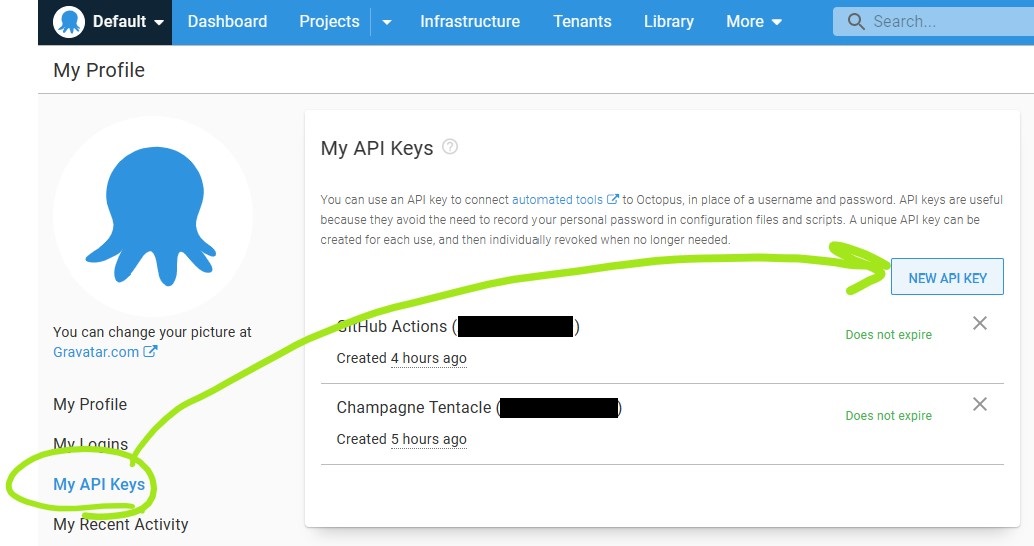 Default
Dashboard Projects Infrastructure Tenants Library More Search...
My Profile
My API Keys ?
You can use an API key to connect automated tools to Octopus, in place of a username and password. API keys are useful
because they avoid the need to record your personal password in configuration files and scripts. A unique API key can be
created for each use, and then individually revoked when no longer needed.
NEW API KEY
GitHub Actions ( )
Does not expire
Created 4 hours ago
Champagne Tentacle ( )
Does not expire
Created 5 hours ago
You can change your picture at
Gravatar.com
My Profile
My Logins
My API Keys
My Recent Activity